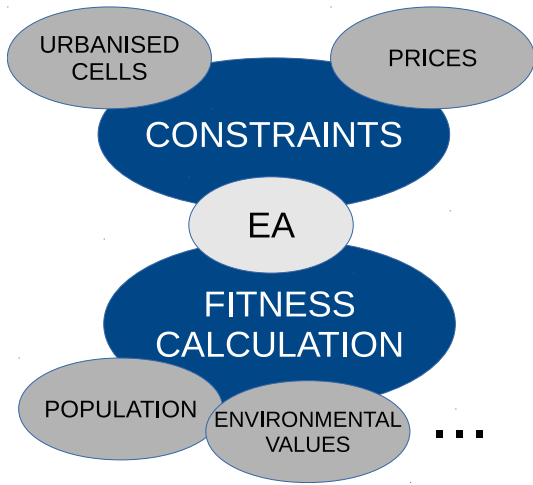 URBANISED
CELLS
PRICES
CONSTRAINTS
EA
FITNESS
CALCULATION
POPULATION
ENVIRONMENTAL
VALUES
...